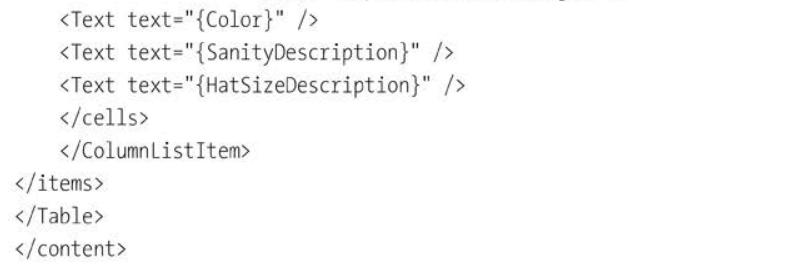 <Text text="{Color}" />
<Text text="{SanityDescription}" />
<Text text="{HatSizeDescription}" />
</cells>
</ColumnListItem>
</items>
</Table>
</content>